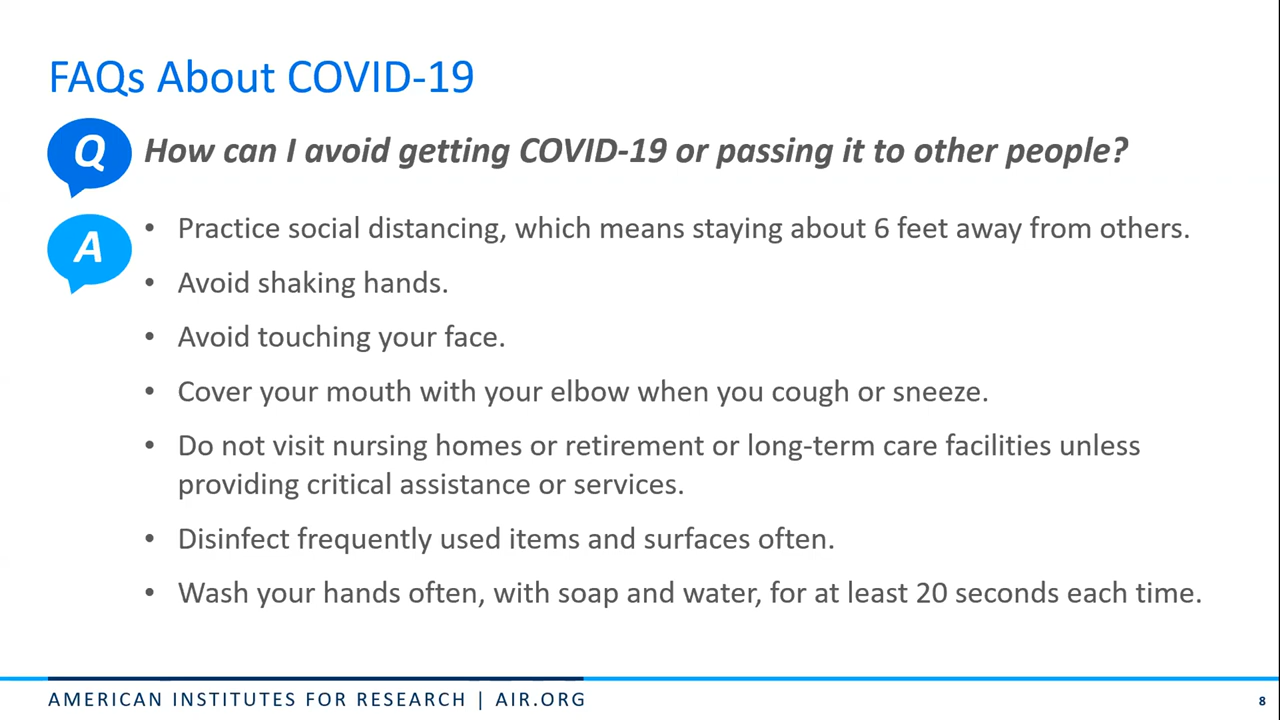 FAQs About COVID-19
Q
How can I avoid getting COVID-19 or passing it to other people?
A
• Practice social distancing, which means staying about 6 feet away from others.
• Avoid shaking hands.
• Avoid touching your face.
• Cover your mouth with your elbow when you cough or sneeze.
• Do not visit nursing homes or retirement or long-term care facilities unless
providing critical assistance or services.
• Disinfect frequently used items and surfaces often.
• Wash your hands often, with soap and water, for at least 20 seconds each time.
AMERICAN INSTITUTES FOR RESEARCH | AIR.ORG
8